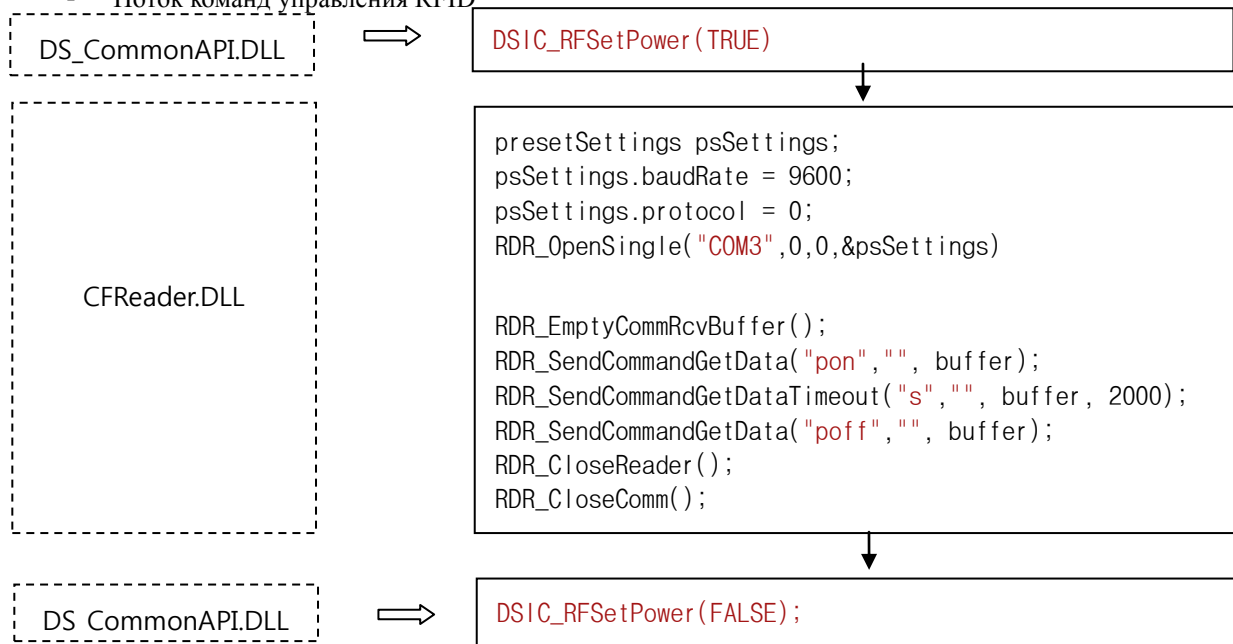 - Поток команд управления RFID
DS_CommonAPI.DLL
DSIC_RFSetPower(TRUE)
CFReader.DLL
presetSettings psSettings;
psSettings.baudRate = 9600;
psSettings.protocol = 0;
RDR_OpenSingle("COM3",0,0,&psSettings)
RDR_EmptyCommRcvBuffer();
RDR_SendCommandGetData("pon","", buffer);
RDR_SendCommandGetDataTimeout("s","", buffer, 2000);
RDR_SendCommandGetData("poff","", buffer);
RDR_CloseReader();
RDR_CloseComm();
DS_CommonAPI.DLL
DSIC_RFSetPower(FALSE);